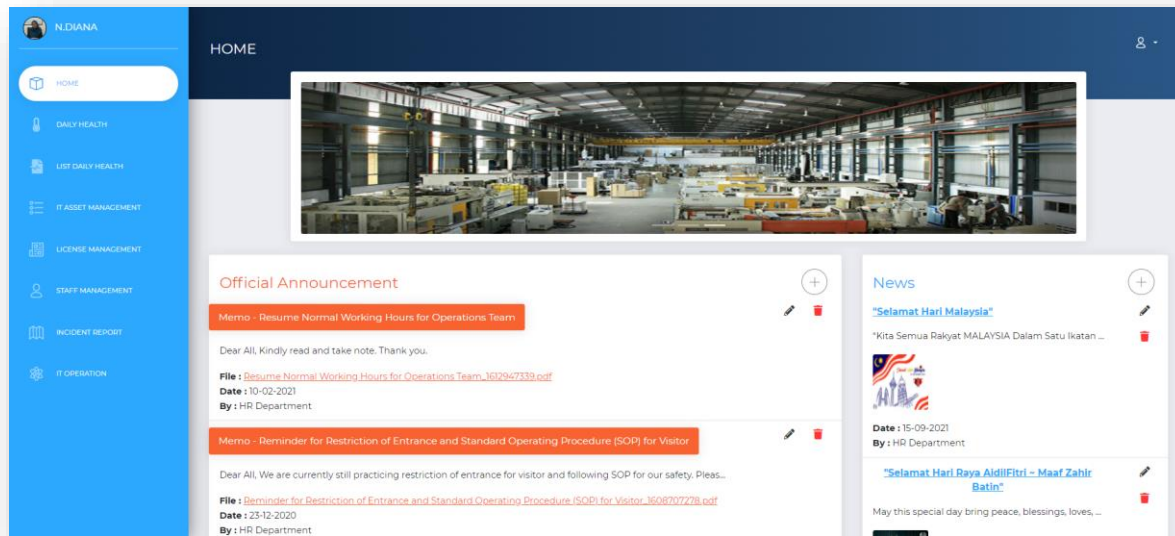 N.DIANA
HOME
HOME
DAILY HEALTH
LIST DAILY HEALTH
IT ASSET MANAGEMENT
LICENSE MANAGEMENT
STAFF MANAGEMENT
INCIDENT REPORT
IT OPERATION
Official Announcement
Memo - Resume Normal Working Hours for Operations Team
Dear All, Kindly read and take note. Thank you.
File : Resume Normal Working Hours for Operations Team_1612947339.pdf
Date : 10-02-2021
By : HR Department
Memo - Reminder for Restriction of Entrance and Standard Operating Procedure (SOP) for Visitor
Dear All, We are currently still practicing restriction of entrance for visitor and following SOP for our safety. Pleas...
File : Reminder for Restriction of Entrance and Standard Operating Procedure (SOP) for Visitor_1608707278.pdf
Date : 23-12-2020
By : HR Department
News
"Selamat Hari Malaysia"
"Kita Semua Rakyat MALAYSIA Dalam Satu Ikatan ...
Date : 15-09-2021
By : HR Department
"Selamat Hari Raya AidilFitri ~ Maaf Zahir
Batin"
May this special day bring peace, blessings, loves, ...